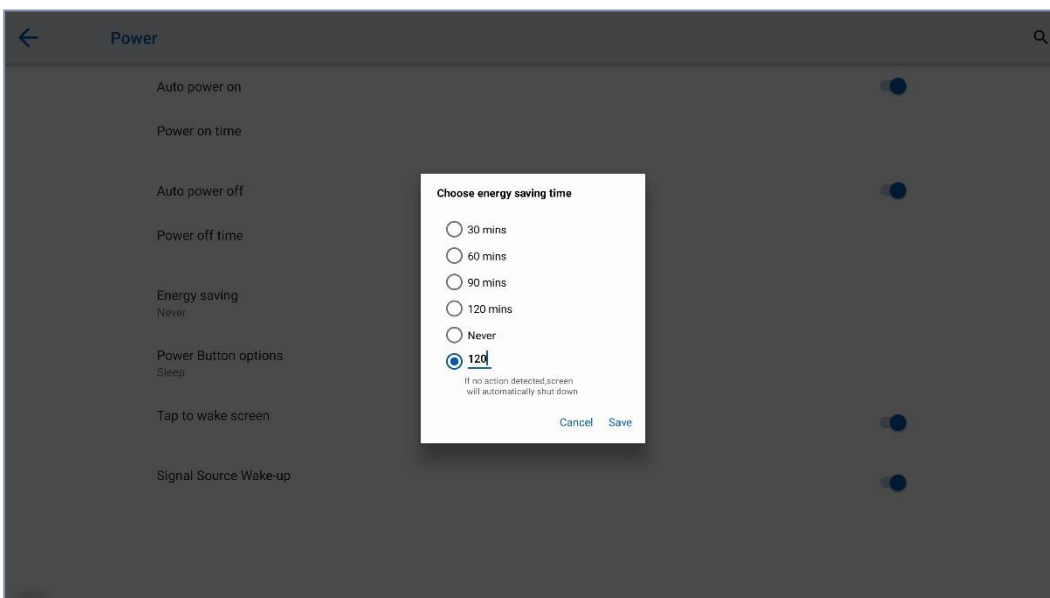 Power
Auto power on
Power on time
Auto power off
Power off time
Energy saving
Never
Power Button options
Sleep
Tap to wake screen
Signal Source Wake-up
Choose energy saving time
30 mins
60 mins
90 mins
120 mins
Never
120
If no action detected,screen
will automatically shut down
Cancel Save